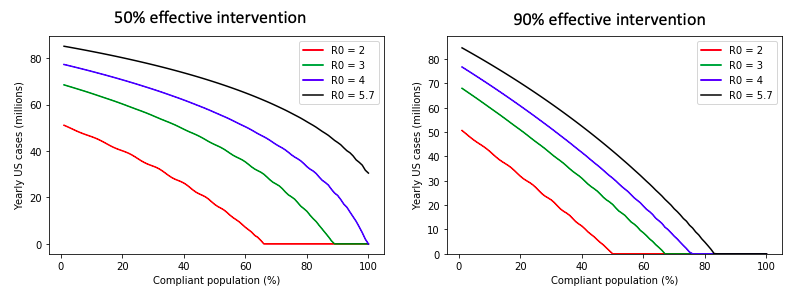 50% effective intervention
Yearly US cases (millions)
80
60
40
20
0
R0 = 2
R0 = 3
R0 = 4
R0 = 5.7
0 20 40 60 80 100
Compliant population (%)
90% effective intervention
Yearly US cases (millions)
80
70
60
50
40
30
20
10
0
R0 = 2
R0 = 3
R0 = 4
R0 = 5.7
0 20 40 60 80 100
Compliant population (%)